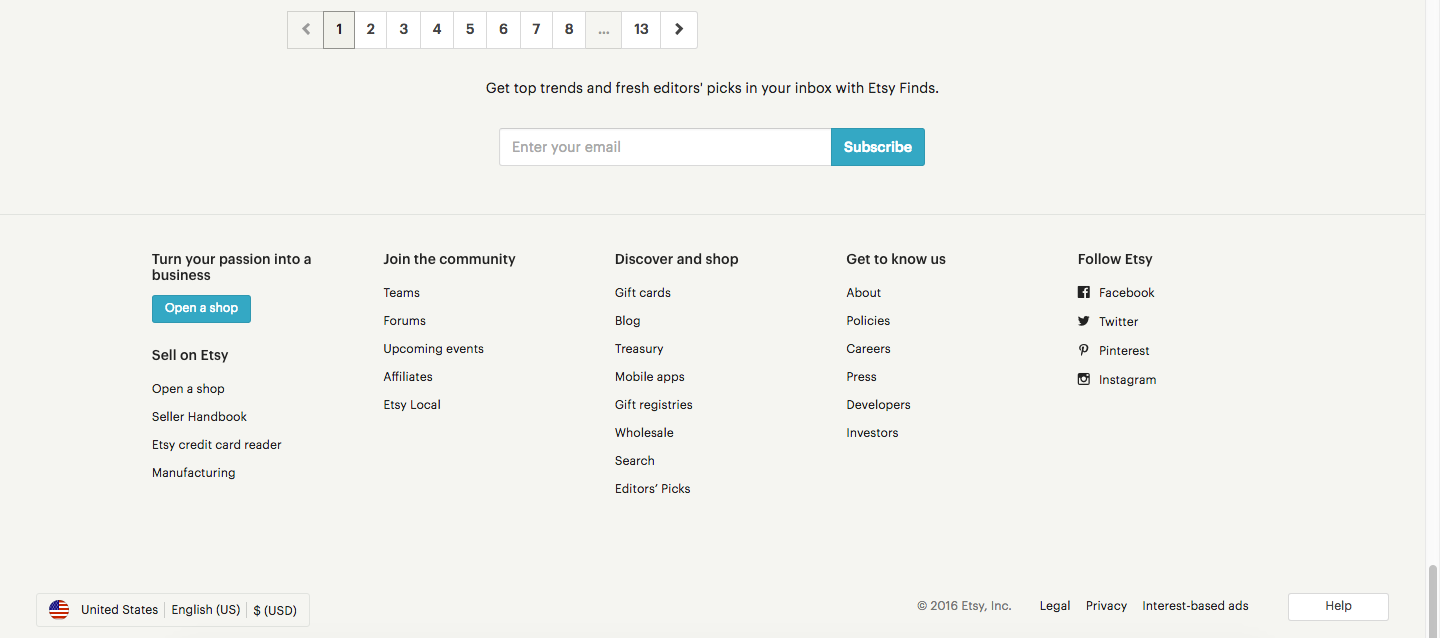 1 2 3 4 5 6 7 8 ... 13
Get top trends and fresh editors' picks in your inbox with Etsy Finds.
Enter your email
Subscribe
Turn your passion into a
business
Open a shop
Sell on Etsy
Open a shop
Seller Handbook
Etsy credit card reader
Manufacturing
Join the community
Teams
Forums
Upcoming events
Affiliates
Etsy Local
Discover and shop
Gift cards
Blog
Treasury
Mobile apps
Gift registries
Wholesale
Search
Editors’ Picks
Get to know us
About
Policies
Careers
Press
Developers
Investors
Follow Etsy
Facebook
Twitter
Pinterest
Instagram
United States English (US) $ (USD)
© 2016 Etsy, Inc. Legal Privacy Interest-based ads
Help